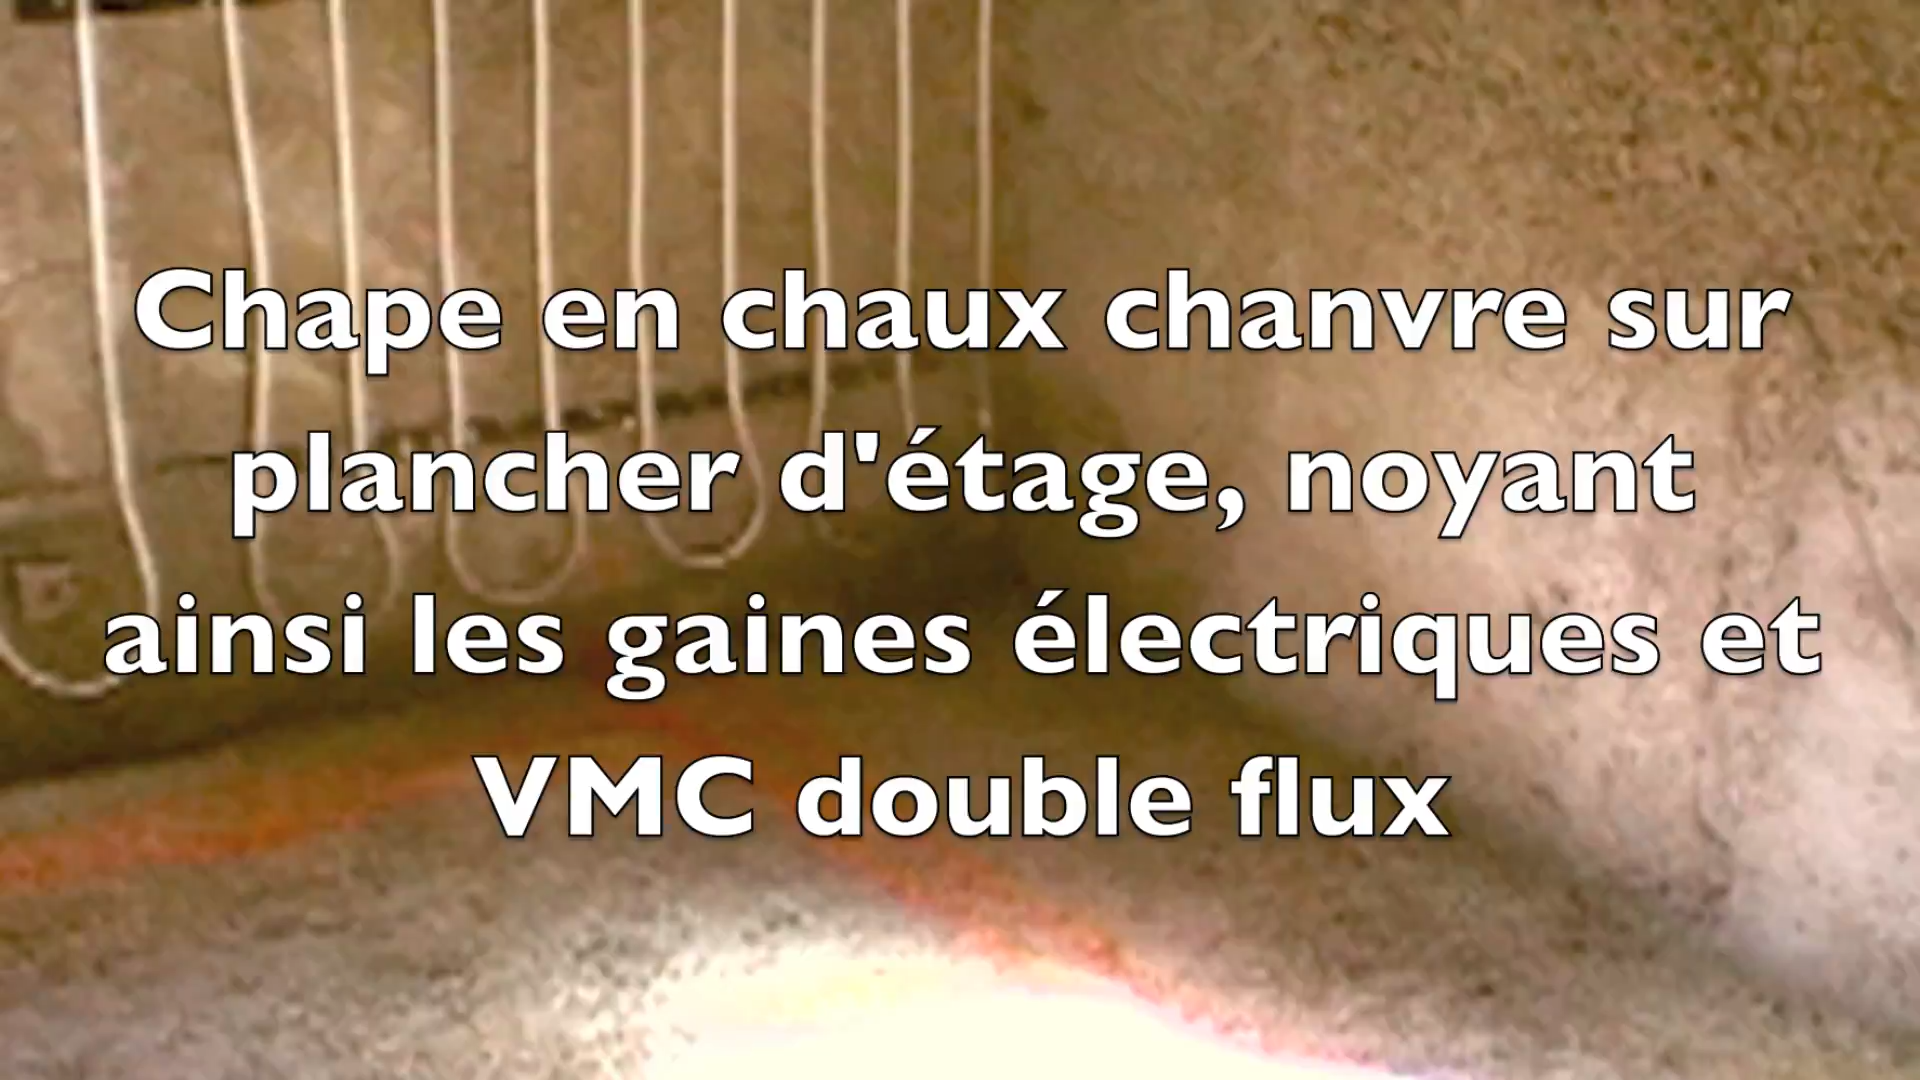 Chape en chaux chanvre sur
plancher d'étage, noyant
ainsi les gaines électriques et
VMC double flux